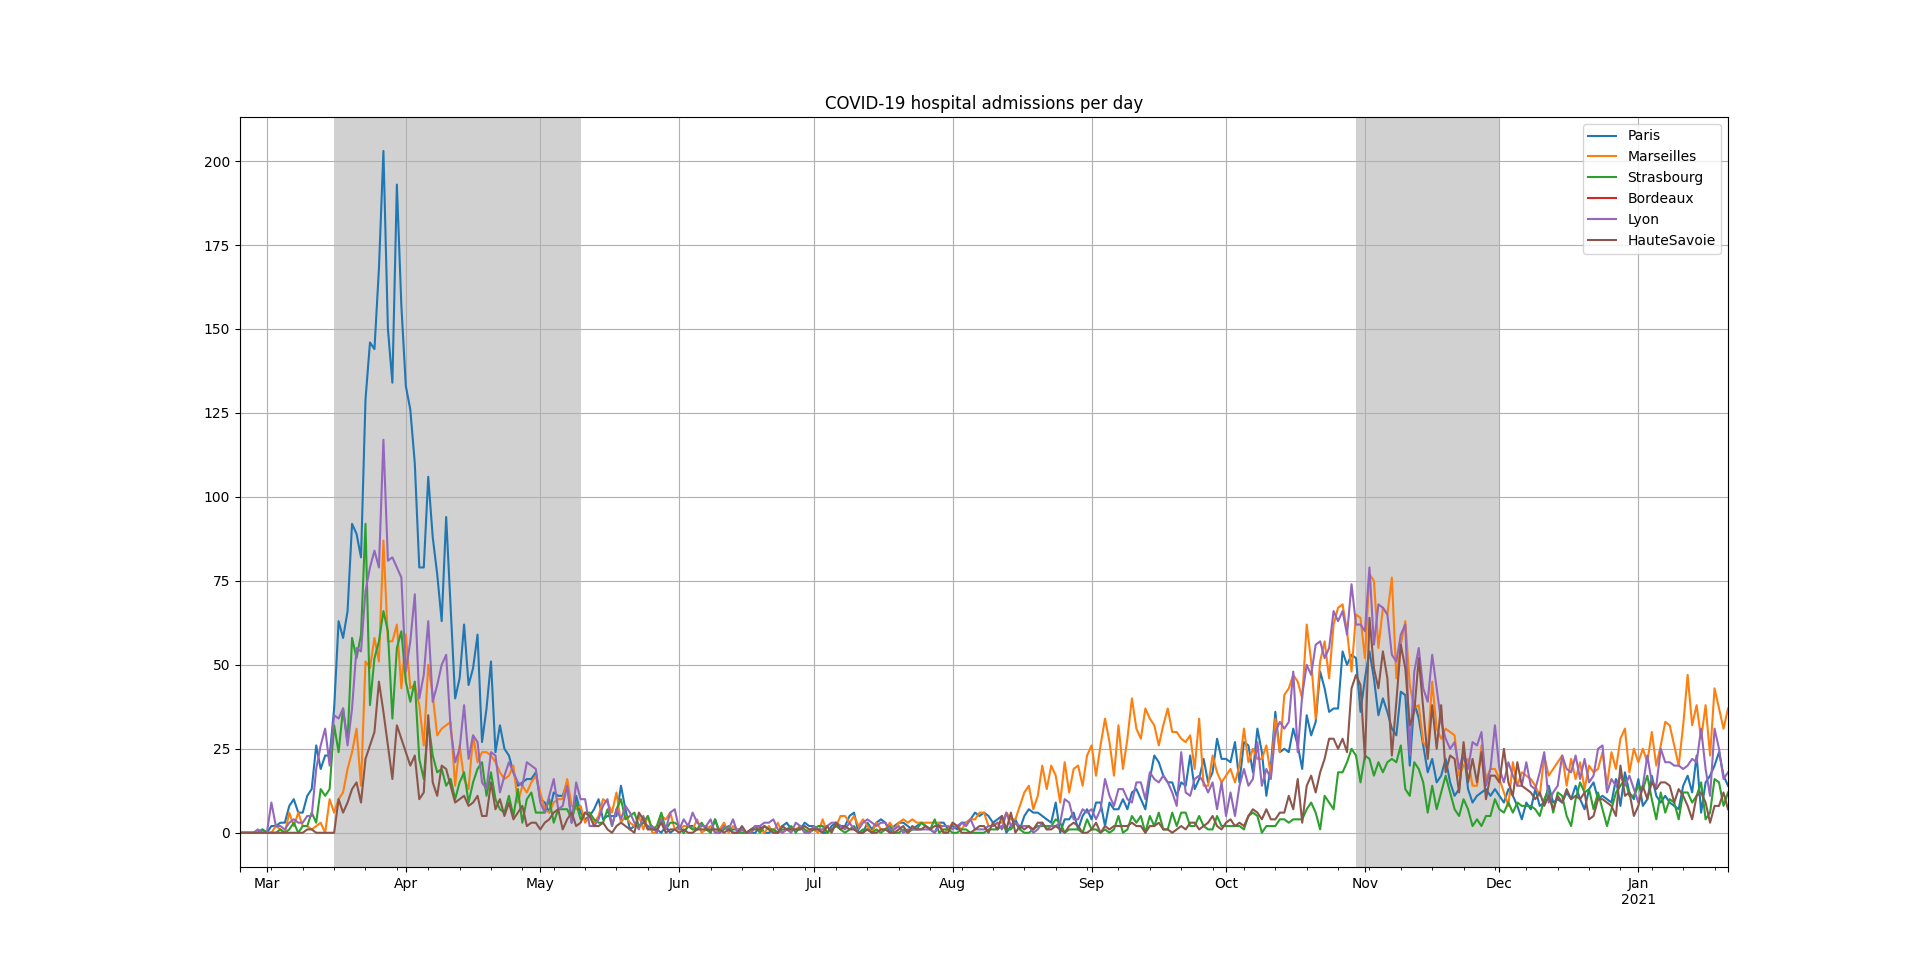 COVID-19 hospital admissions per day
Paris
Marseilles
Strasbourg
Bordeaux
Lyon
HauteSavoie
200
175
150
125
100
75
50
25
0
Mar Apr May Jun Jul Aug Sep Oct Nov Dec Jan
2021